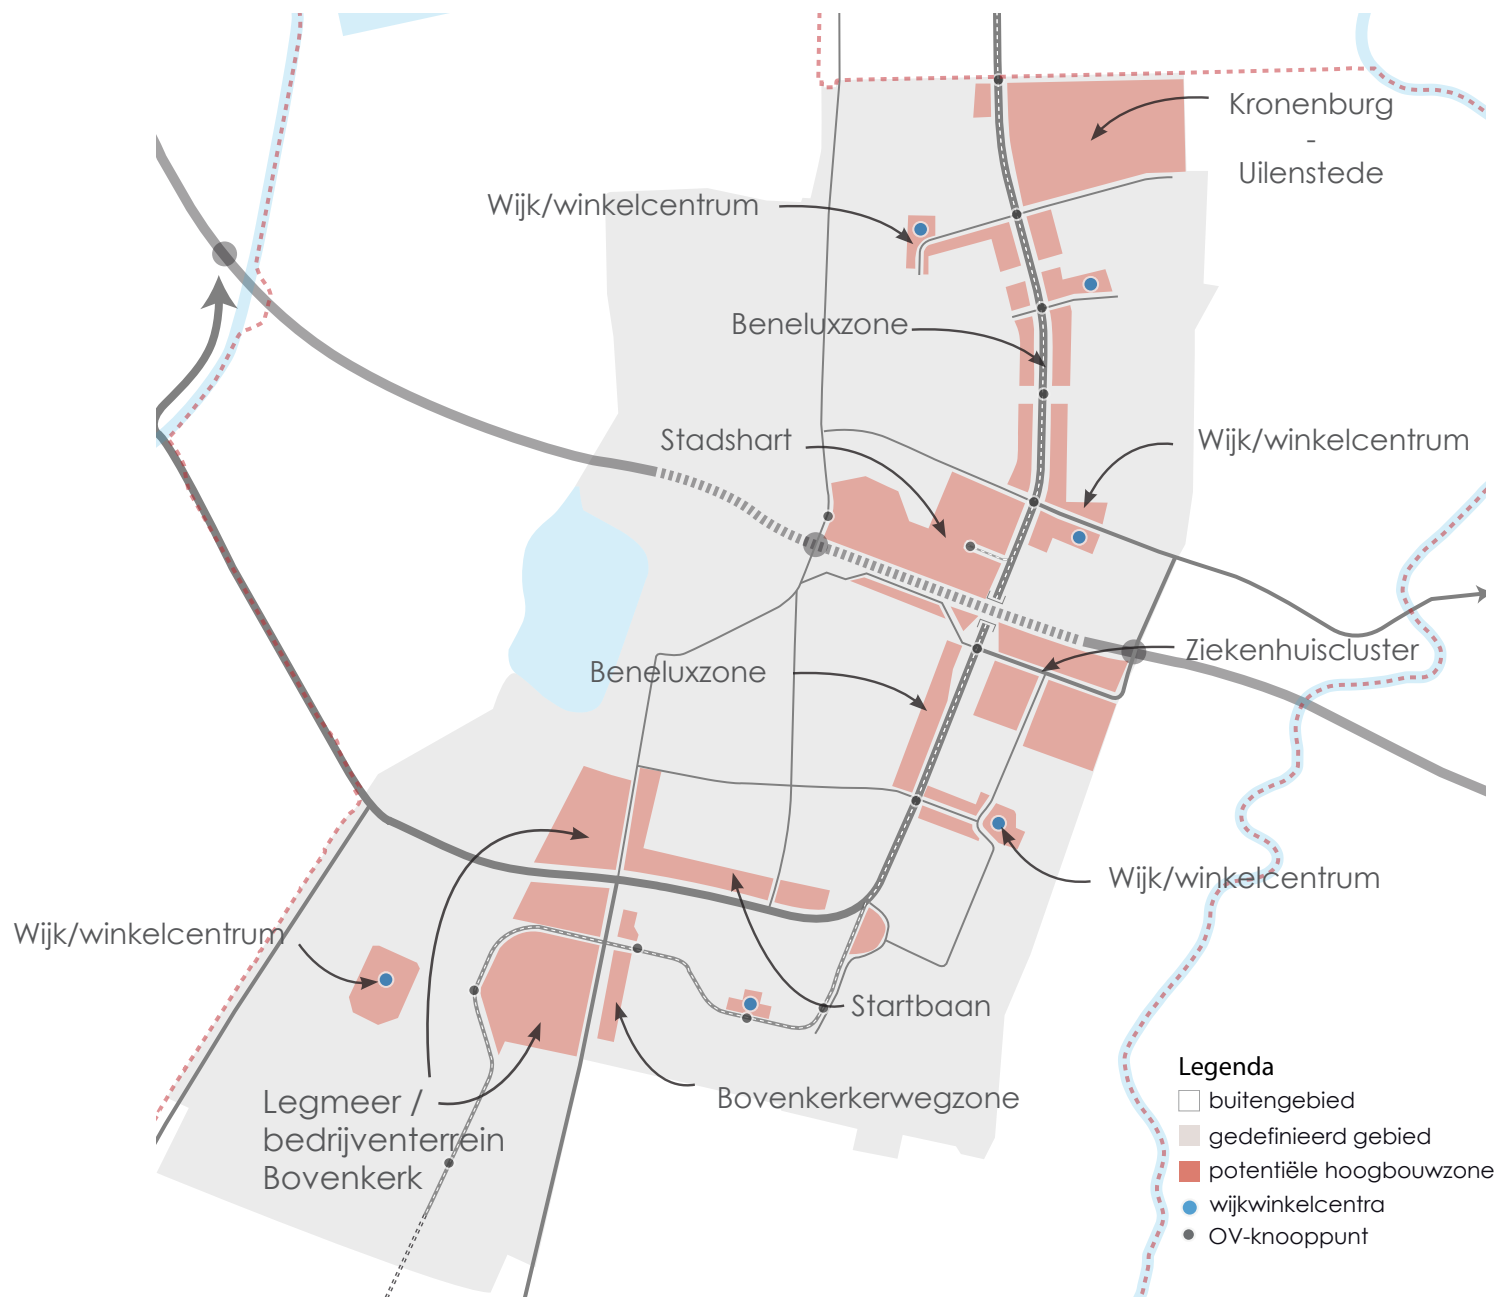 Kronenburg
-
Uilenstede
Wijk/winkelcentrum
Beneluxzone
Stadshart
Wijk/winkelcentrum
Ziekenhuiscluster
Beneluxzone
Wijk/winkelcentrum
Wijk/winkelcentrum
Startbaan
Bovenkerkerwegzone
Legmeer /
bedrijventerrein
Bovenkerk
Legenda
buitengebied
gedefinieerd gebied
potentiële hoogbouwzone
wijkwinkelcentra
OV-knooppunt